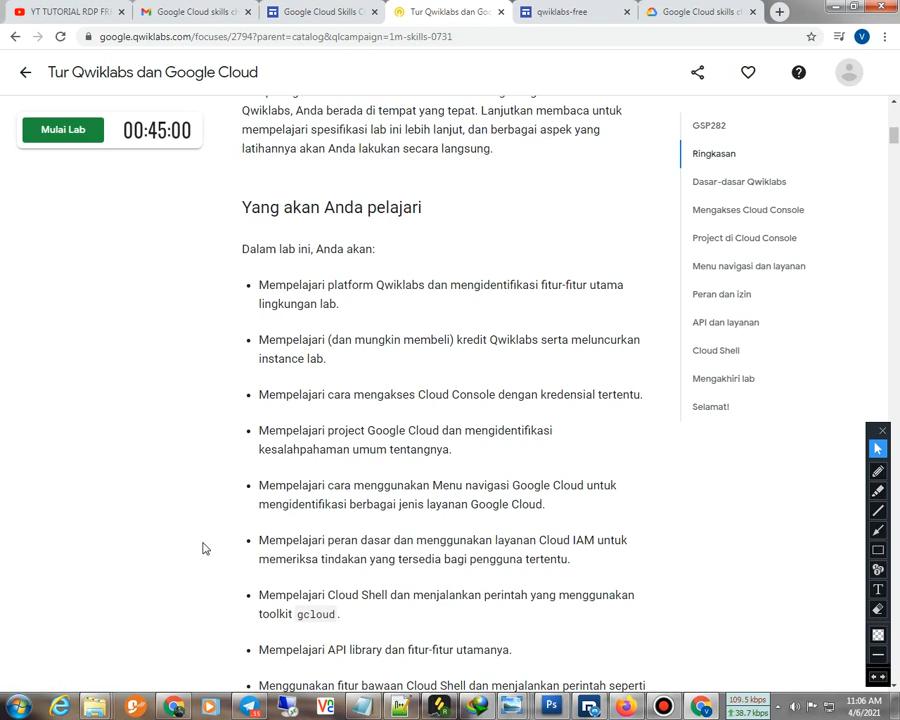 YT TUTORIAL RDP FR
Google Cloud skills c
Google Cloud Skills C
Tur Qwiklabs dan Goo
qwiklabs-free
Google Cloud skills c
google.qwiklabs.com/focuses/2794?parent=catalog&qlcampaign=1m-skills-0731
V
Tur Qwiklabs dan Google Cloud
Mulai Lab
00:45:00
Qwiklabs, Anda berada di tempat yang tepat. Lanjutkan membaca untuk
mempelajari spesifikasi lab ini lebih lanjut, dan berbagai aspek yang
latihannya akan Anda lakukan secara langsung.
Yang akan Anda pelajari
Dalam lab ini, Anda akan:
Mempelajari platform Qwiklabs dan mengidentifikasi fitur-fitur utama
lingkungan lab.
Mempelajari (dan mungkin membeli) kredit Qwiklabs serta meluncurkan
instance lab.
Mempelajari cara mengakses Cloud Console dengan kredensial tertentu.
Mempelajari project Google Cloud dan mengidentifikasi
kesalahpahaman umum tentangnya.
Mempelajari cara menggunakan Menu navigasi Google Cloud untuk
mengidentifikasi berbagai jenis layanan Google Cloud.
Mempelajari peran dasar dan menggunakan layanan Cloud IAM untuk
memeriksa tindakan yang tersedia bagi pengguna tertentu.
Mempelajari Cloud Shell dan menjalankan perintah yang menggunakan
toolkit gcloud.
Mempelajari API library dan fitur-fitur utamanya.
Menggunakan fitur bawaan Cloud Shell dan menjalankan perintah seperti
GSP282
Ringkasan
Dasar-dasar Qwiklabs
Mengakses Cloud Console
Project di Cloud Console
Menu navigasi dan layanan
Peran dan izin
API dan layanan
Cloud Shell
Mengakhiri lab
Selamat!
T
Ps
109.5 kbps
38.7 kbps
11:06 AM
4/6/2021